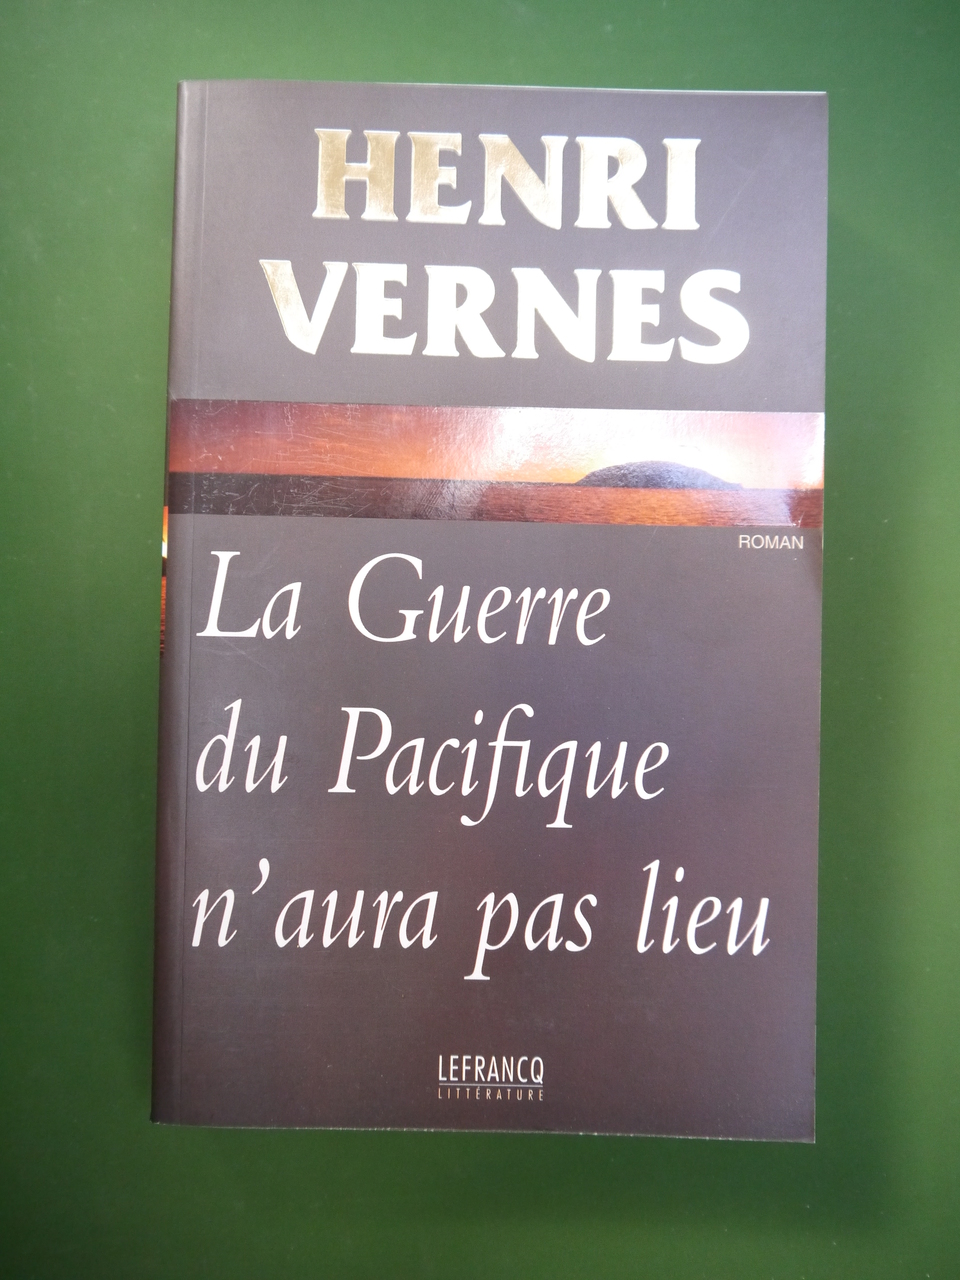 HENRI
VERNES
ROMAN
La Guerre
du Pacifique
n'aura pas lieu
LEFRANCQ
LITTÉRATURE